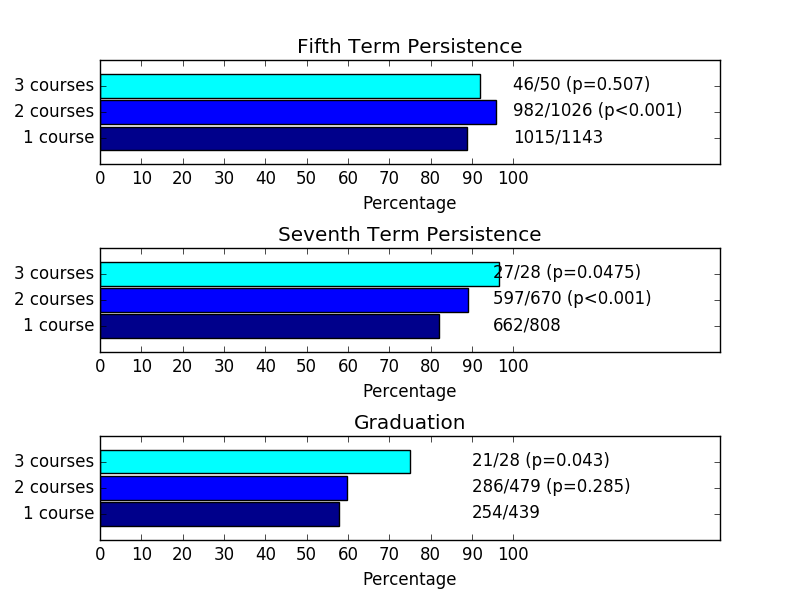 Fifth Term Persistence
3 courses 46/50 (p=0.507)
2 courses 982/1026 (p<0.001)
1 course 1015/1143
0 10 20 30 40 50 60 70 80 90 100
Percentage
Seventh Term Persistence
3 courses 27/28 (p=0.0475)
2 courses 597/670 (p<0.001)
1 course 662/808
0 10 20 30 40 50 60 70 80 90 100
Percentage
Graduation
3 courses 21/28 (p=0.043)
2 courses 286/479 (p=0.285)
1 course 254/439
0 10 20 30 40 50 60 70 80 90 100
Percentage